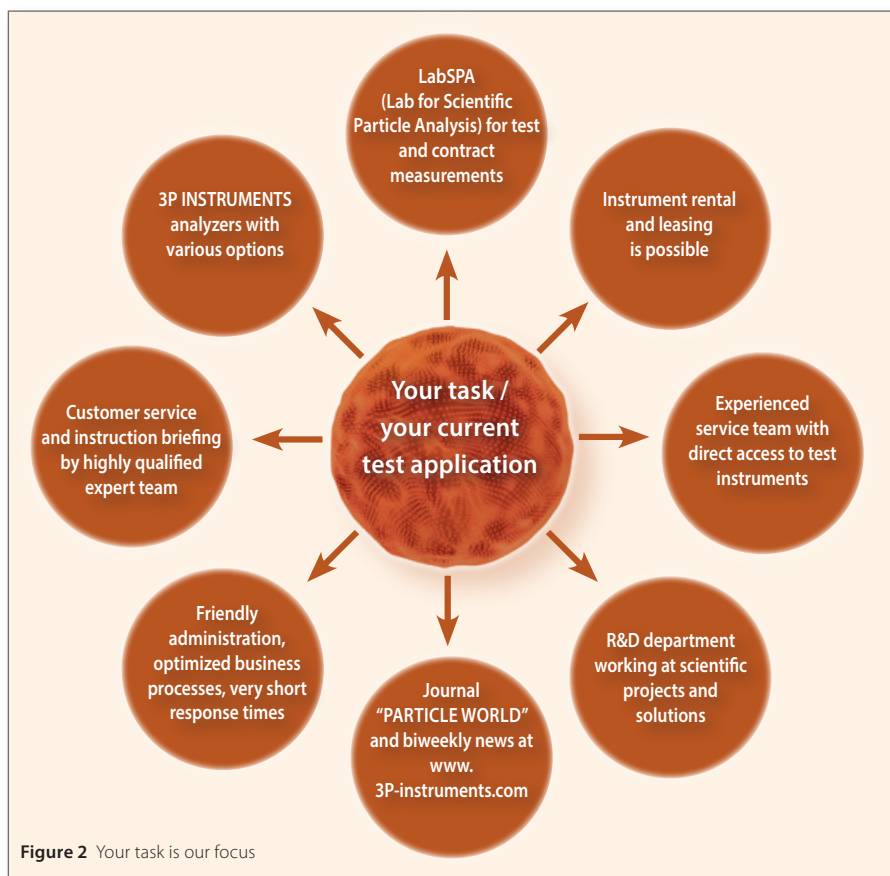 LabSPA
(Lab for Scientific
Particle Analysis) for test
and contract
measurements
3P INSTRUMENTS
analyzers with
various options
Instrument rental
and leasing
is possible
Your task /
your current
test application
Customer service
and instruction briefing
by highly qualified
expert team
Experienced
service team with
direct access to test
instruments
Friendly
administration,
optimized business
processes, very short
response times
R&D department
working at scientific
projects and
solutions
Journal
“PARTICLE WORLD”
and biweekly news at
www.
3P-instruments.com
Figure 2 Your task is our focus